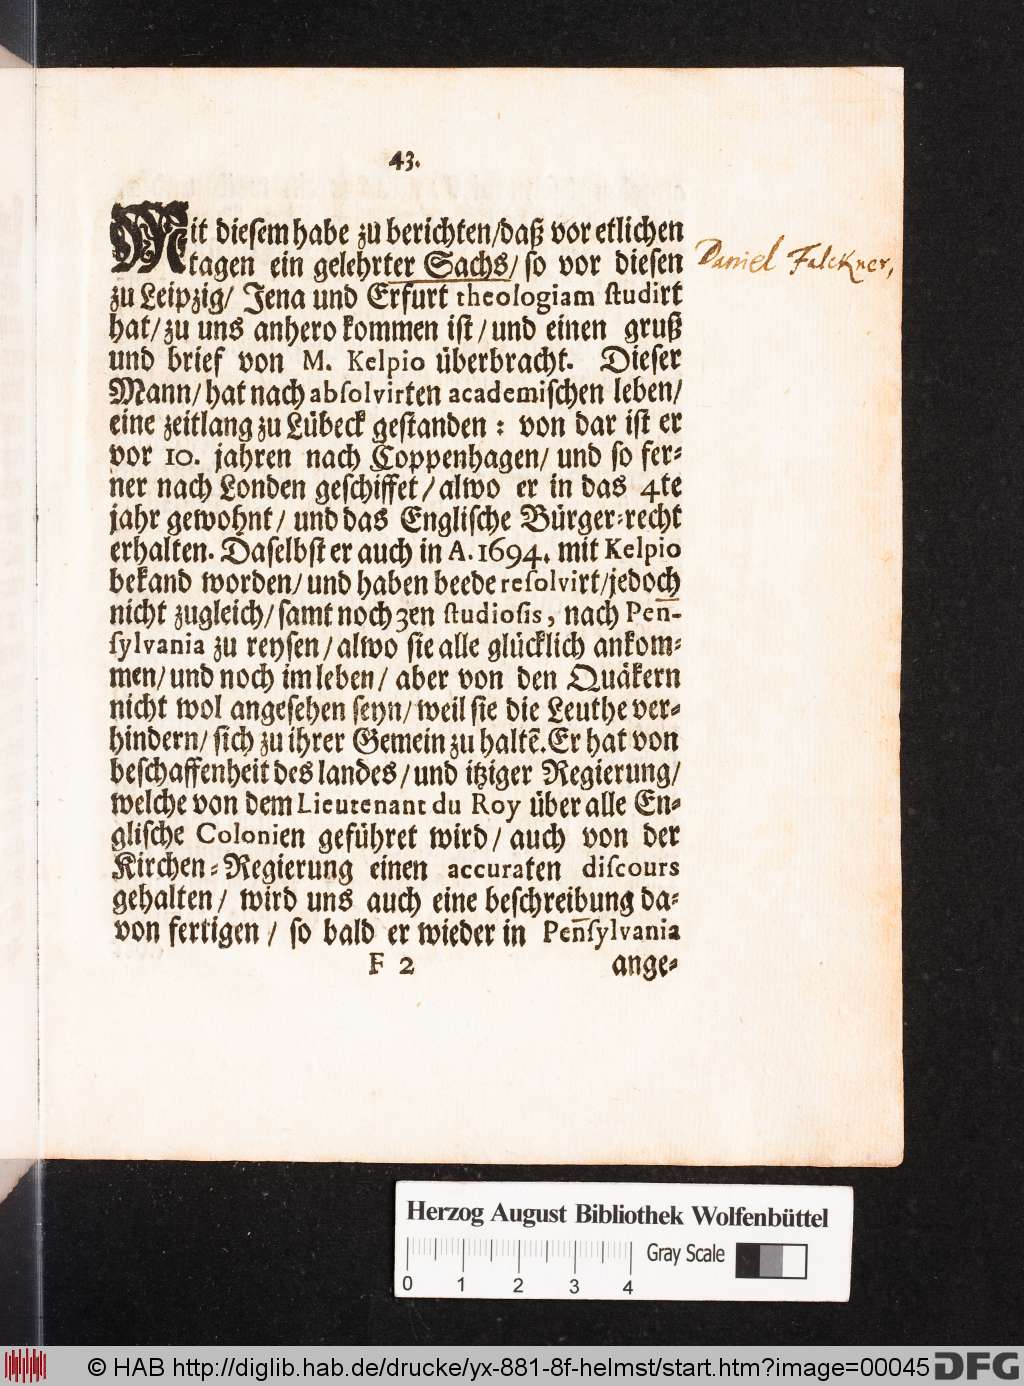 43.
Mit diesem habe zu berichten/daß vor etlichen
tagen ein gelehrter Sachs/ so vor diesen
Daniel Falckner,
zu Leipzig/ Jena und Erfurt theologiam studirt
hat/ zu uns anhero kommen ist/ und einen gruß
und brief von M. Kelpio überbracht. Dieser
Mann/ hat nach absolvirten academischen leben/
eine zeitlang zu Lübeck gestanden: von dar ist er
vor 10. jahren nach Coppenhagen/ und so fer-
ner nach Londen geschiffet/ alwo er in das 4te
jahr gewohnt/ und das Englische Bürger-recht
erhalten. Daselbst er auch in A. 1694. mit Kelpio
bekand worden/ und haben beede resolvirt/jedoch
nicht zugleich/ samt noch 3en studiosis, nach Peñ-
sylvania zu reysen/ alwo sie alle glücklich ankom-
men/ und noch im leben/ aber von den Quäkern
nicht wol angesehen seyn/ weil sie die Leuthe ver-
hindern/ sich zu ihrer Gemein zu haltẽ. Er hat von
beschaffenheit des landes/ und itziger Regierung/
welche von dem Lieutenant du Roy über alle En-
glische Colonien geführet wird/ auch von der
Kirchen-Regierung einen accuraten discours
gehalten/ wird uns auch eine beschreibung da-
von fertigen/ so bald er wieder in Peñsylvania
F 2 ange-
Herzog August Bibliothek Wolfenbüttel
Gray Scale
0 1 2 3 4
© HAB http://diglib.hab.de/drucke/yx-881-8f-helmst/start.htm?image=00045 DFG